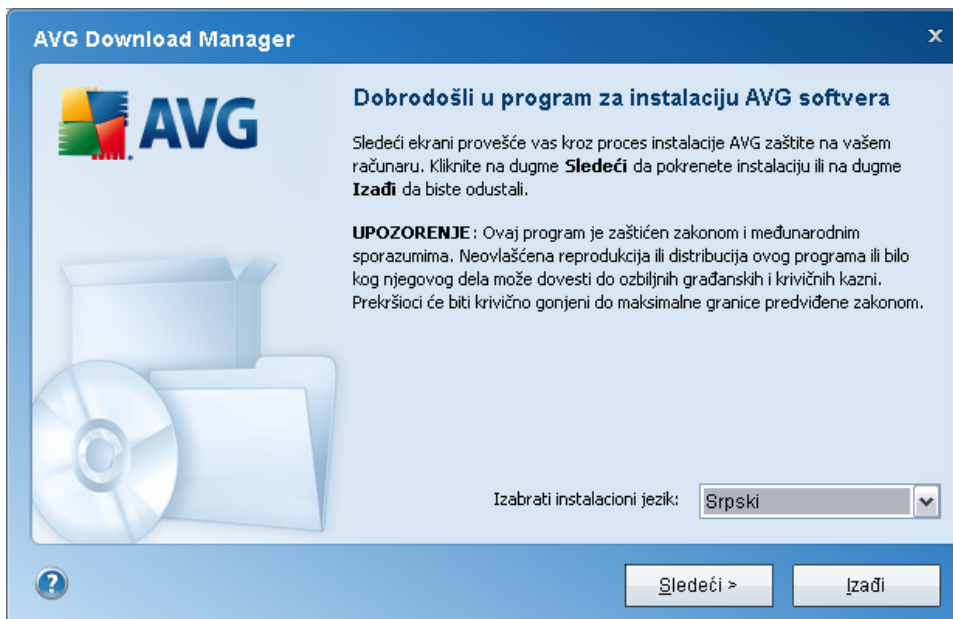 AVG Download Manager
x
AVG
Dobrodošli u program za instalaciju AVG softvera
Sledeći ekrani provešće vas kroz proces instalacije AVG zaštite na vašem
računaru. Kliknite na dugme Sledeći da pokrenete instalaciju ili na dugme
Izađi da biste odustali.
UPOZORENJE: Ovaj program je zaštićen zakonom i međunarodnim
sporazumima. Neovlašćena reprodukcija ili distribucija ovog programa ili bilo
kog njegovog dela može dovesti do ozbiljnih građanskih i krivičnih kazni.
Prekršioci će biti krivično gonjeni do maksimalne granice predviđene zakonom.
Izabrati instalacioni jezik: Srpski
?
Sledeći > Izađi